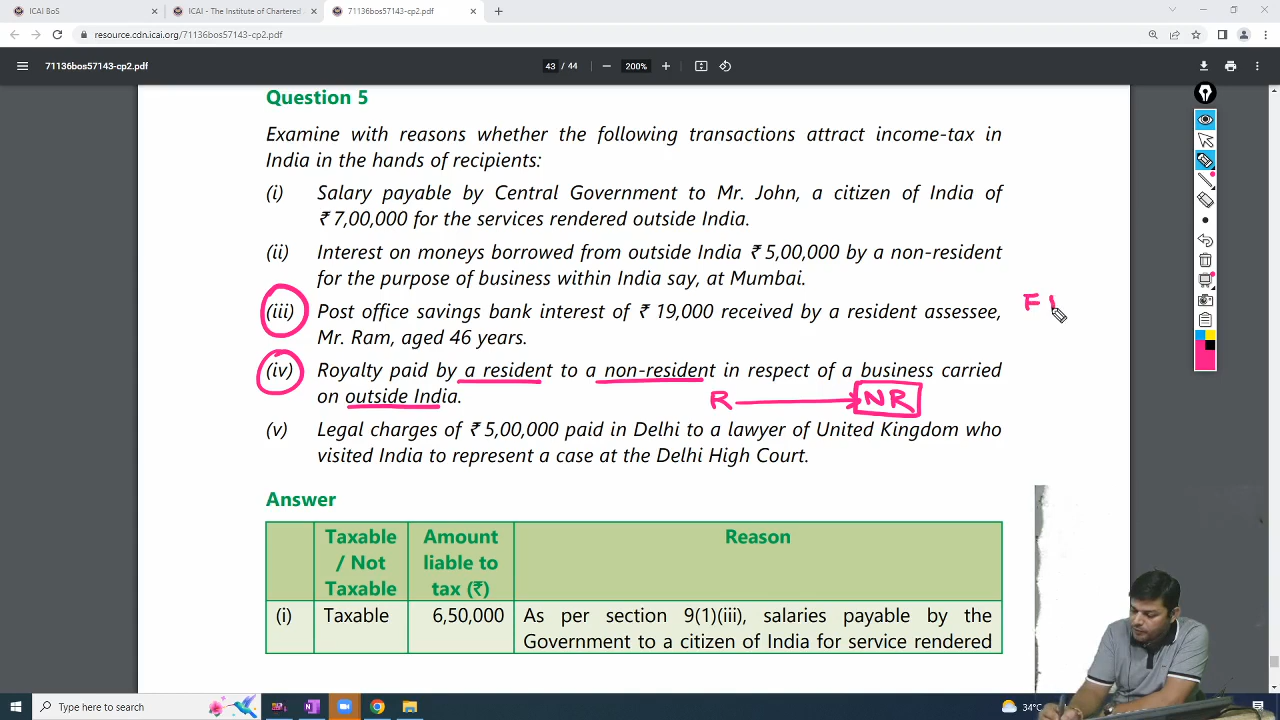 ICAI BoS
ICAI - The Institute of Chartered
71136bos57143-cp2.pdf
resource.cdn.icai.org/71136bos57143-cp2.pdf
71136bos57143-cp2.pdf
43 / 44
200%
Question 5
Examine with reasons whether the following transactions attract income-tax in
India in the hands of recipients:
(i) Salary payable by Central Government to Mr. John, a citizen of India of
₹ 7,00,000 for the services rendered outside India.
(ii) Interest on moneys borrowed from outside India ₹ 5,00,000 by a non-resident
for the purpose of business within India say, at Mumbai.
(iii) Post office savings bank interest of ₹ 19,000 received by a resident assessee,
F I
Mr. Ram, aged 46 years.
(iv) Royalty paid by a resident to a non-resident in respect of a business carried
on outside India.
R NR
(v) Legal charges of ₹ 5,00,000 paid in Delhi to a lawyer of United Kingdom who
visited India to represent a case at the Delhi High Court.
Answer
Taxable / Not Taxable
Amount liable to tax (₹)
Reason
(i) Taxable 6,50,000 As per section 9(1)(iii), salaries payable by the
Government to a citizen of India for service rendered
Type here to search
34°C